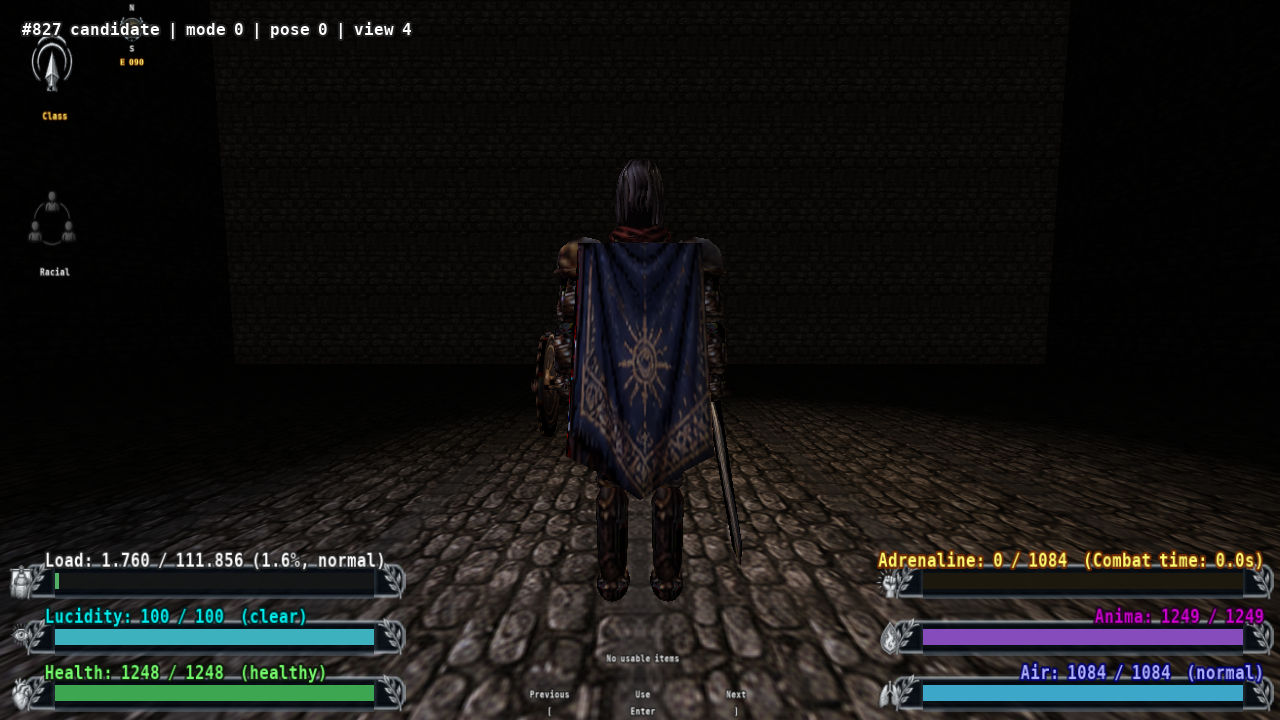 #827 candidate | mode 0 | pose 0 | view 4
N
S
E 090
Class
Racial
Load: 1.760 / 111.856 (1.6%, normal)
Lucidity: 100 / 100 (clear)
Health: 1248 / 1248 (healthy)
Adrenaline: 0 / 1084 (Combat time: 0.0s)
Anima: 1249 / 1249
Air: 1084 / 1084 (normal)
No usable items
Previous Use Next
[ Enter ]